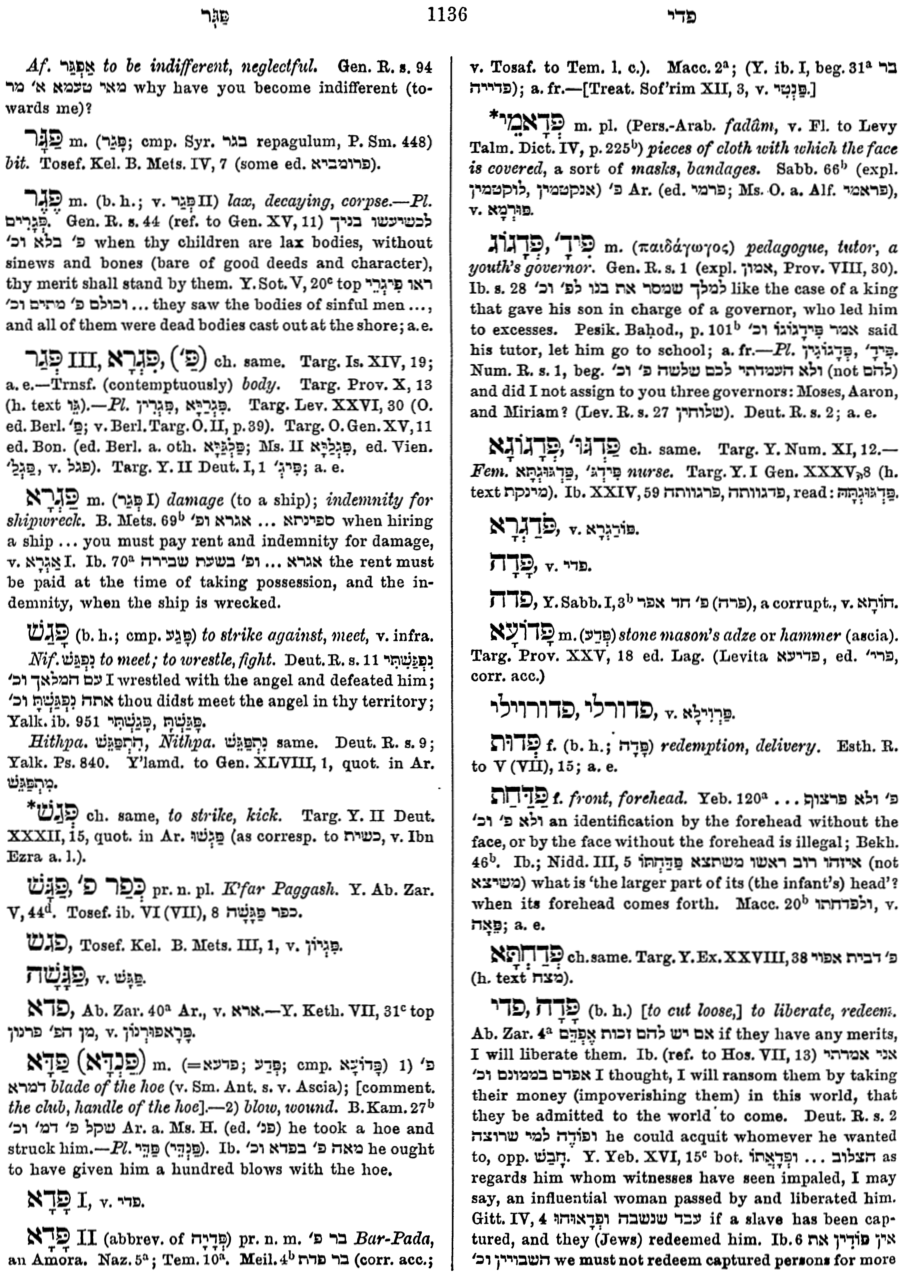 פַּגָּר 1136 פדי
Af. אַפְגַּר to be indifferent, neglectful. Gen. R. s. 94
מאי טעמא א׳ מר why have you become indifferent (to-
wards me)?
פַּגָּר m. (פְּגַר; cmp. Syr. בגר repagulum, P. Sm. 448)
bit. Tosef. Kel. B. Mets. IV, 7 (some ed. פרומביא).
פֶּגֶר m. (b. h.; v. פְּגַר II) lax, decaying, corpse.—Pl.
פְּגָרִים. Gen. R. s. 44 (ref. to Gen. XV, 11) לכשיעשו בניך
פ׳ בלא וכ׳ when thy children are lax bodies, without
sinews and bones (bare of good deeds and character),
thy merit shall stand by them. Y. Sot. V, 20c top ראו פִּיגְרֵי
וכולם פ׳ מתים וכ׳ ... they saw the bodies of sinful men ...,
and all of them were dead bodies cast out at the shore; a. e.
פְּגַר III, פִּגְרָא, (פַּ׳) ch. same. Targ. Is. XIV, 19;
a. e.—Trnsf. (contemptuously) body. Targ. Prov. X, 13
(h. text גֵּו).—Pl. פִּגְרִין, פִּגְרַיָּא. Targ. Lev. XXVI, 30 (O.
ed. Berl. פַּ׳; v. Berl. Targ. O. II, p. 39). Targ. O. Gen. XV, 11
ed. Bon. (ed. Berl. a. oth. פַּלְגַּיָּא; Ms. II פִּגְלַיָּא ed. Vien.
פַּגְלַ׳, v. פגל). Targ. Y. II Deut. I, 1 פִּיגְ׳; a. e.
פַּגְרָא m. (פְּגַר I) damage (to a ship); indemnity for
shipwreck. B. Mets. 69b ספינתא ... אגרא ופ׳ when hiring
a ship ... you must pay rent and indemnity for damage,
v. אַגְרָא I. Ib. 70a אגרא ... ופ׳ בשעת שבירה the rent must
be paid at the time of taking possession, and the in-
demnity, when the ship is wrecked.
פָּגַשׁ (b. h.; cmp. פָּגַע) to strike against, meet, v. infra.
Nif. נִפְגַּשׁ to meet; to wrestle, fight. Deut. R. s. 11 נִפְגַּשְׁתִּי
עם המלאך וכ׳ I wrestled with the angel and defeated him;
אתה נִפְגַּשְׁתָּ וכ׳ thou didst meet the angel in thy territory;
Yalk. ib. 951 פָּגַשְׁתָּ, פָּגַשְׁתִּי.
Hithpa. הִתְפַּגֵּשׁ, Nithpa. נִתְפַּגֵּשׁ same. Deut. R. s. 9;
Yalk. Ps. 840. Y'lamd. to Gen. XLVIII, 1, quot. in Ar.
מִתְפַּגֵּשׁ.
*פְּגַשׁ ch. same, to strike, kick. Targ. Y. II Deut.
XXXII, 15, quot. in Ar. פַּגְּשׁוּ (as corresp. to כשית, v. Ibn
Ezra a. l.).
פַּגָּשׁ, כְּפַר פ׳ pr. n. pl. K'far Paggash. Y. Ab. Zar.
V, 44d. Tosef. ib. VI (VII), 8 כפר פַּגָּשָׁה.
פגש, Tosef. Kel. B. Mets. III, 1, v. פִּגְיוֹן.
פַּגָּשָׁה, v. פַּגָּשׁ.
פדא, Ab. Zar. 40a Ar., v. ארא.—Y. Keth. VII, 31c top
מן הפ׳ פרנון, v. פָּרָאפוּרְנוֹן.
פַּדָּא (פַּנְדָּא) m. (=פדעא; פְּדַע; cmp. פָּדוֹעָא) 1) פ׳
דמרא blade of the hoe (v. Sm. Ant. s. v. Ascia); [comment.
the club, handle of the hoe].—2) blow, wound. B. Kam. 27b
שקל פ׳ דמ׳ וכ׳ Ar. a. Ms. H. (ed. פנ׳) he took a hoe and
struck him.—Pl. פַּדֵּי (פַּנְדֵּי). Ib. מאה פ׳ בפדא וכ׳ he ought
to have given him a hundred blows with the hoe.
פָּדָא I, v. פדי.
פָּדָא II (abbrev. of פְּדָיָה) pr. n. m. בר פ׳ Bar-Pada,
an Amora. Naz. 5a; Tem. 10a. Meil. 4b בר פדת (corr. acc.;
v. Tosaf. to Tem. l. c.). Macc. 2a; (Y. ib. I, beg. 31a בר
פדייה); a. fr.—[Treat. Sof'rim XII, 3, v. פַּנְטִי.]
*פְּדָאמֵי m. pl. (Pers.-Arab. fadâm, v. Fl. to Levy
Talm. Dict. IV, p. 225b) pieces of cloth with which the face
is covered, a sort of masks, bandages. Sabb. 66b (expl.
אנקטמין, לוקטמין) פ׳ Ar. (ed. פרמי; Ms. O. a. Alf. פראמי),
v. פּוּרְמָא.
פְּדָגוֹג, פִּידָ׳ m. (παιδάγωγος) pedagogue, tutor, a
youth's governor. Gen. R. s. 1 (expl. אמון, Prov. VIII, 30).
Ib. s. 28 למלך שמסר את בנו לפ׳ וכ׳ like the case of a king
that gave his son in charge of a governor, who led him
to excesses. Pesik. Baḥod., p. 101b אמר פִּידָגוֹגוֹ וכ׳ said
his tutor, let him go to school; a. fr.—Pl. פְּדָגוֹגִין, פִּידָ׳.
Num. R. s. 1, beg. ולא העמדתי לכם שלשה פ׳ וכ׳ (not להם)
and did I not assign to you three governors: Moses, Aaron,
and Miriam? (Lev. R. s. 27 שלוחין). Deut. R. s. 2; a. e.
פְּדָגוֹגָא, פַּדְגּוּ׳ ch. same. Targ. Y. Num. XI, 12.—
Fem. פִּידְגּ׳, פַּדְגּוּגְתָא nurse. Targ. Y. I Gen. XXXV, 8 (h.
text מינקת). Ib. XXIV, 59 פדגוותה, פרגוותה, read: פַּדְגּוּגְתָהּ.
פֹּדַגְרָא, v. פּוֹדַגְרָא.
פָּדָה, v. פדי.
פדה, Y. Sabb. I, 3b פ׳ חד אפר (פרה), a corrupt., v. חוֹתָא.
פָּדוֹעָא m. (פְּדַע) stone mason's adze or hammer (ascia).
Targ. Prov. XXV, 18 ed. Lag. (Levita פדיעא, ed. פריי׳,
corr. acc.)
פדורלי, פדורוילי, v. פַּרְוִילָא.
פְּדוּת f. (b. h.; פָּדָה) redemption, delivery. Esth. R.
to V (VII), 15; a. e.
פַּדַּחַת f. front, forehead. Yeb. 120a פ׳ ולא פרצוף ...
ולא פ׳ וכ׳ an identification by the forehead without the
face, or by the face without the forehead is illegal; Bekh.
46b. Ib.; Nidd. III, 5 איזהו רוב ראשו משתצא פַּדַּחְתּוֹ (not
משיצא) what is 'the larger part of its (the infant's) head'?
when its forehead comes forth. Macc. 20b ולפדחתו, v.
פֵּאָה; a. e.
פְּדַחְתָּא ch. same. Targ. Y. Ex. XXVIII, 38 פ׳ דבית אפוי
(h. text מצח).
פדי, פָּדָה (b. h.) [to cut loose,] to liberate, redeem.
Ab. Zar. 4a אם יש להם זכות אֶפְדֵּם if they have any merits,
I will liberate them. Ib. (ref. to Hos. VII, 13) אני אמרתי
אפדם בממונם וכ׳ I thought, I will ransom them by taking
their money (impoverishing them) in this world, that
they be admitted to the world to come. Deut. R. s. 2
ופוֹדֶה למי שרוצה he could acquit whomever he wanted
to, opp. חָבַשׁ. Y. Yeb. XVI, 15c bot. הצלוב ... וּפְדָאַתּוֹ as
regards him whom witnesses have seen impaled, I may
say, an influential woman passed by and liberated him.
Gitt. IV, 4 עבד שנשבה וּפְדָאוּהוּ if a slave has been cap-
tured, and they (Jews) redeemed him. Ib. 6 אין פּוֹדִין את
השבויין וכ׳ we must not redeem captured persons for more